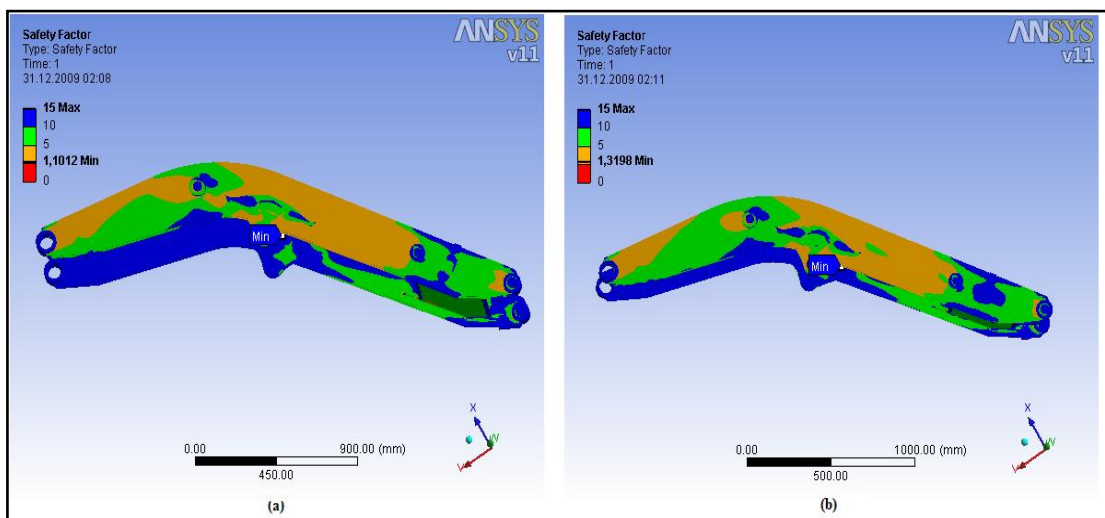 Safety Factor
Type: Safety Factor
Time: 1
31.12.2009 02:08
ANSYS
v11
15 Max
10
5
1,1012 Min
0
Min
X
Y
0.00
900.00 (mm)
450.00
(a)
Safety Factor
Type: Safety Factor
Time: 1
31.12.2009 02:11
ANSYS
v11
15 Max
10
5
1,3198 Min
0
Min
X
Y
0.00
1000.00 (mm)
500.00
(b)